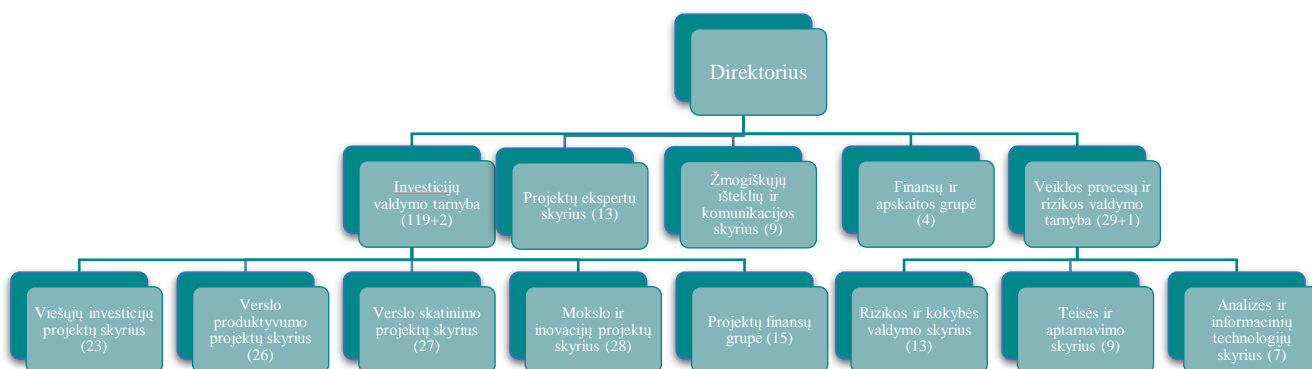 Direktorius
Investicijų
valdymo tarnyba
(119+2)
Projektų ekspertų
skyrius (13)
Žmogiškųjų
išteklių ir
komunikacijos
skyrius (9)
Finansų ir
apskaitos grupė
(4)
Veiklos procesų ir
rizikos valdymo
tarnyba (29+1)
Viešųjų investicijų
projektų skyrius
(23)
Verslo
produktyvumo
projektų skyrius
(26)
Verslo skatinimo
projektų skyrius
(27)
Mokslo ir
inovacijų projektų
skyrius (28)
Projektų finansų
grupė (15)
Rizikos ir kokybės
valdymo skyrius
(13)
Teisės ir
aptarnavimo
skyrius (9)
Analizės ir
informacinių
technologijų
skyrius (7)